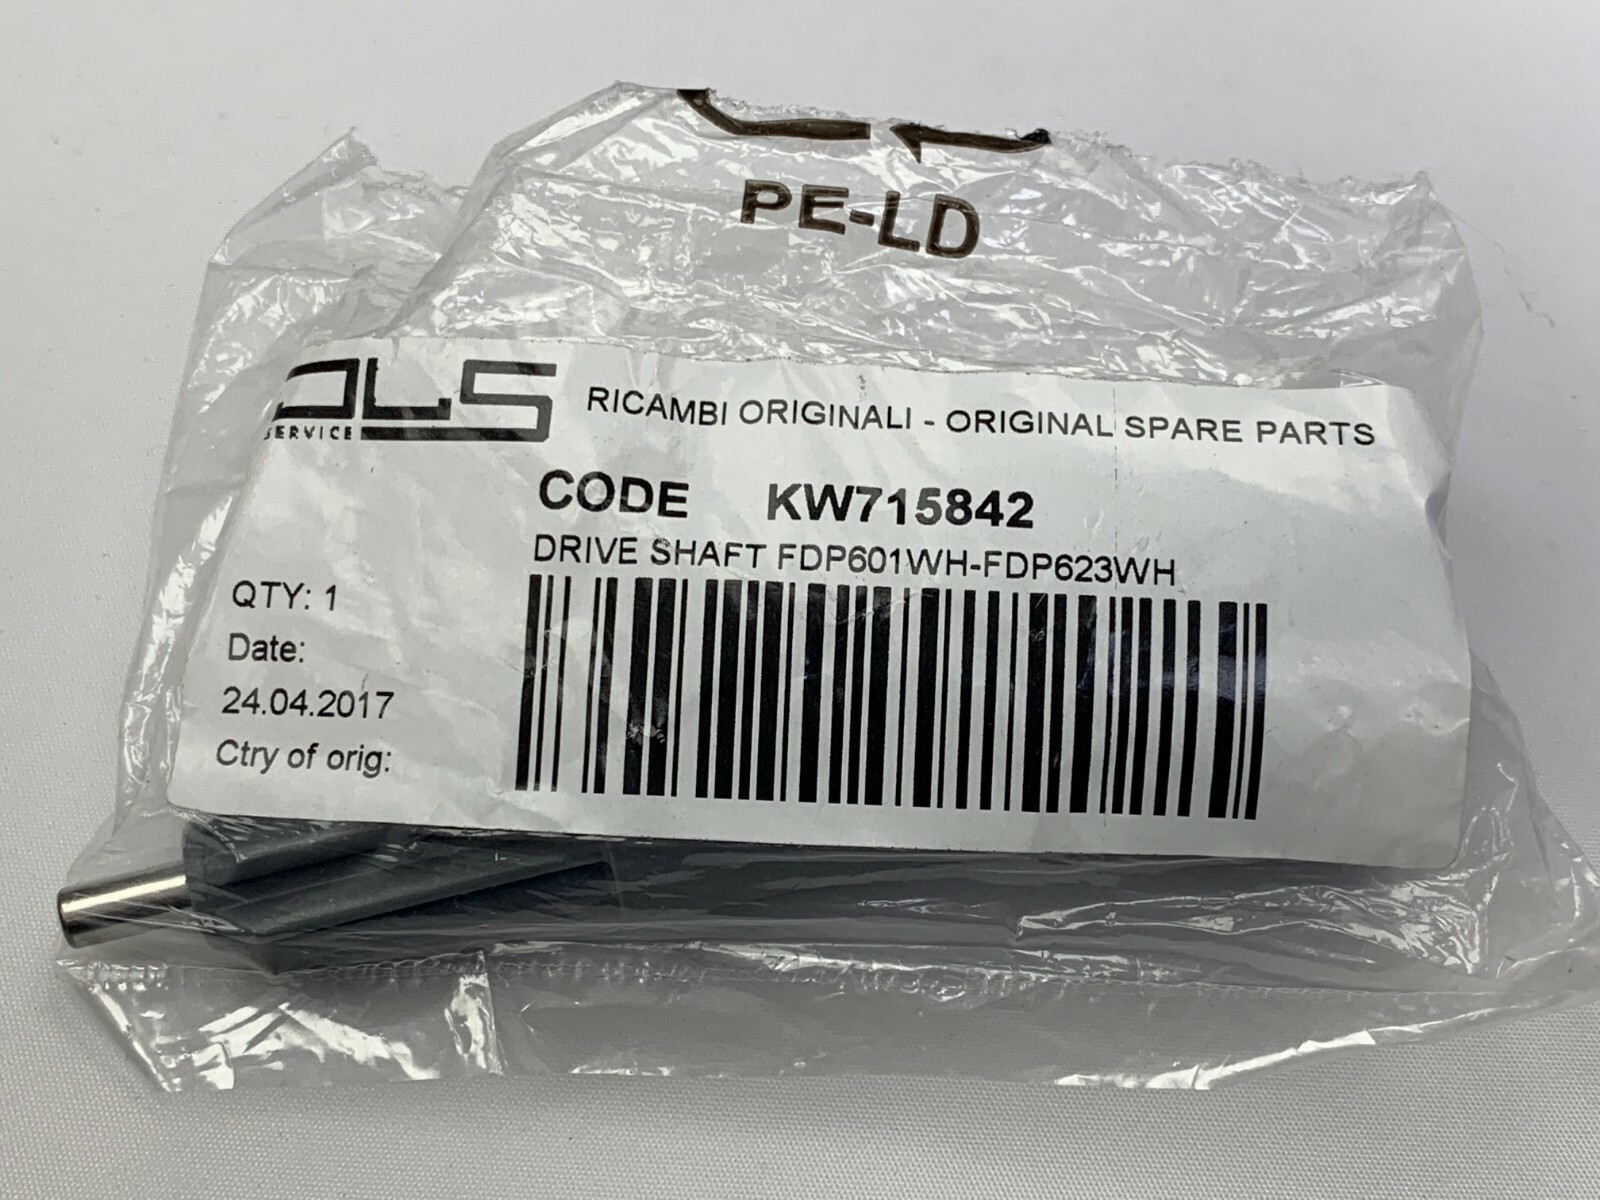 PE-LD
DLS
SERVICE
RICAMBI ORIGINALI - ORIGINAL SPARE PARTS
CODE KW715842
DRIVE SHAFT FDP601WH-FDP623WH
QTY: 1
Date:
24.04.2017
Ctry of orig: